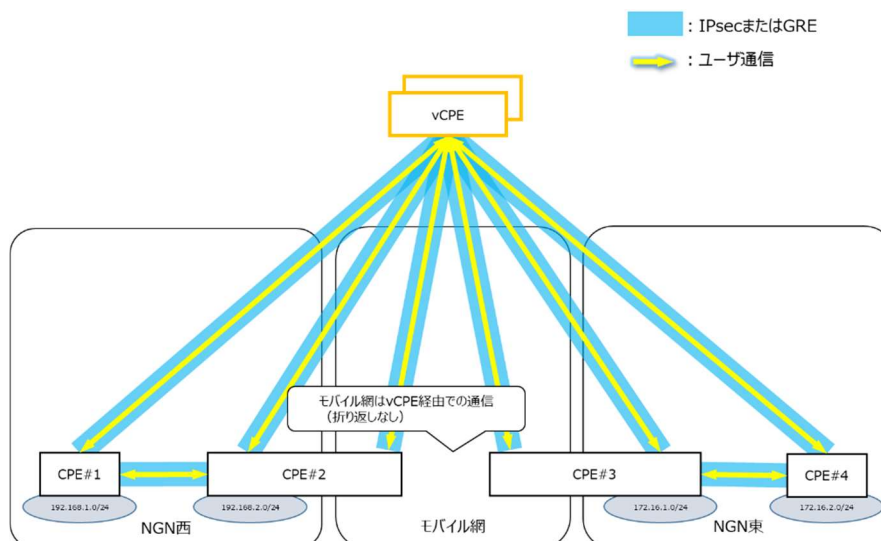 : IPsecまたはGRE
: ユーザ通信
vCPE
モバイル網はvCPE経由での通信
（折り返しなし）
CPE#1
CPE#2
CPE#3
CPE#4
192.168.1.0/24
192.168.2.0/24
172.16.1.0/24
172.16.2.0/24
NGN西
モバイル網
NGN東